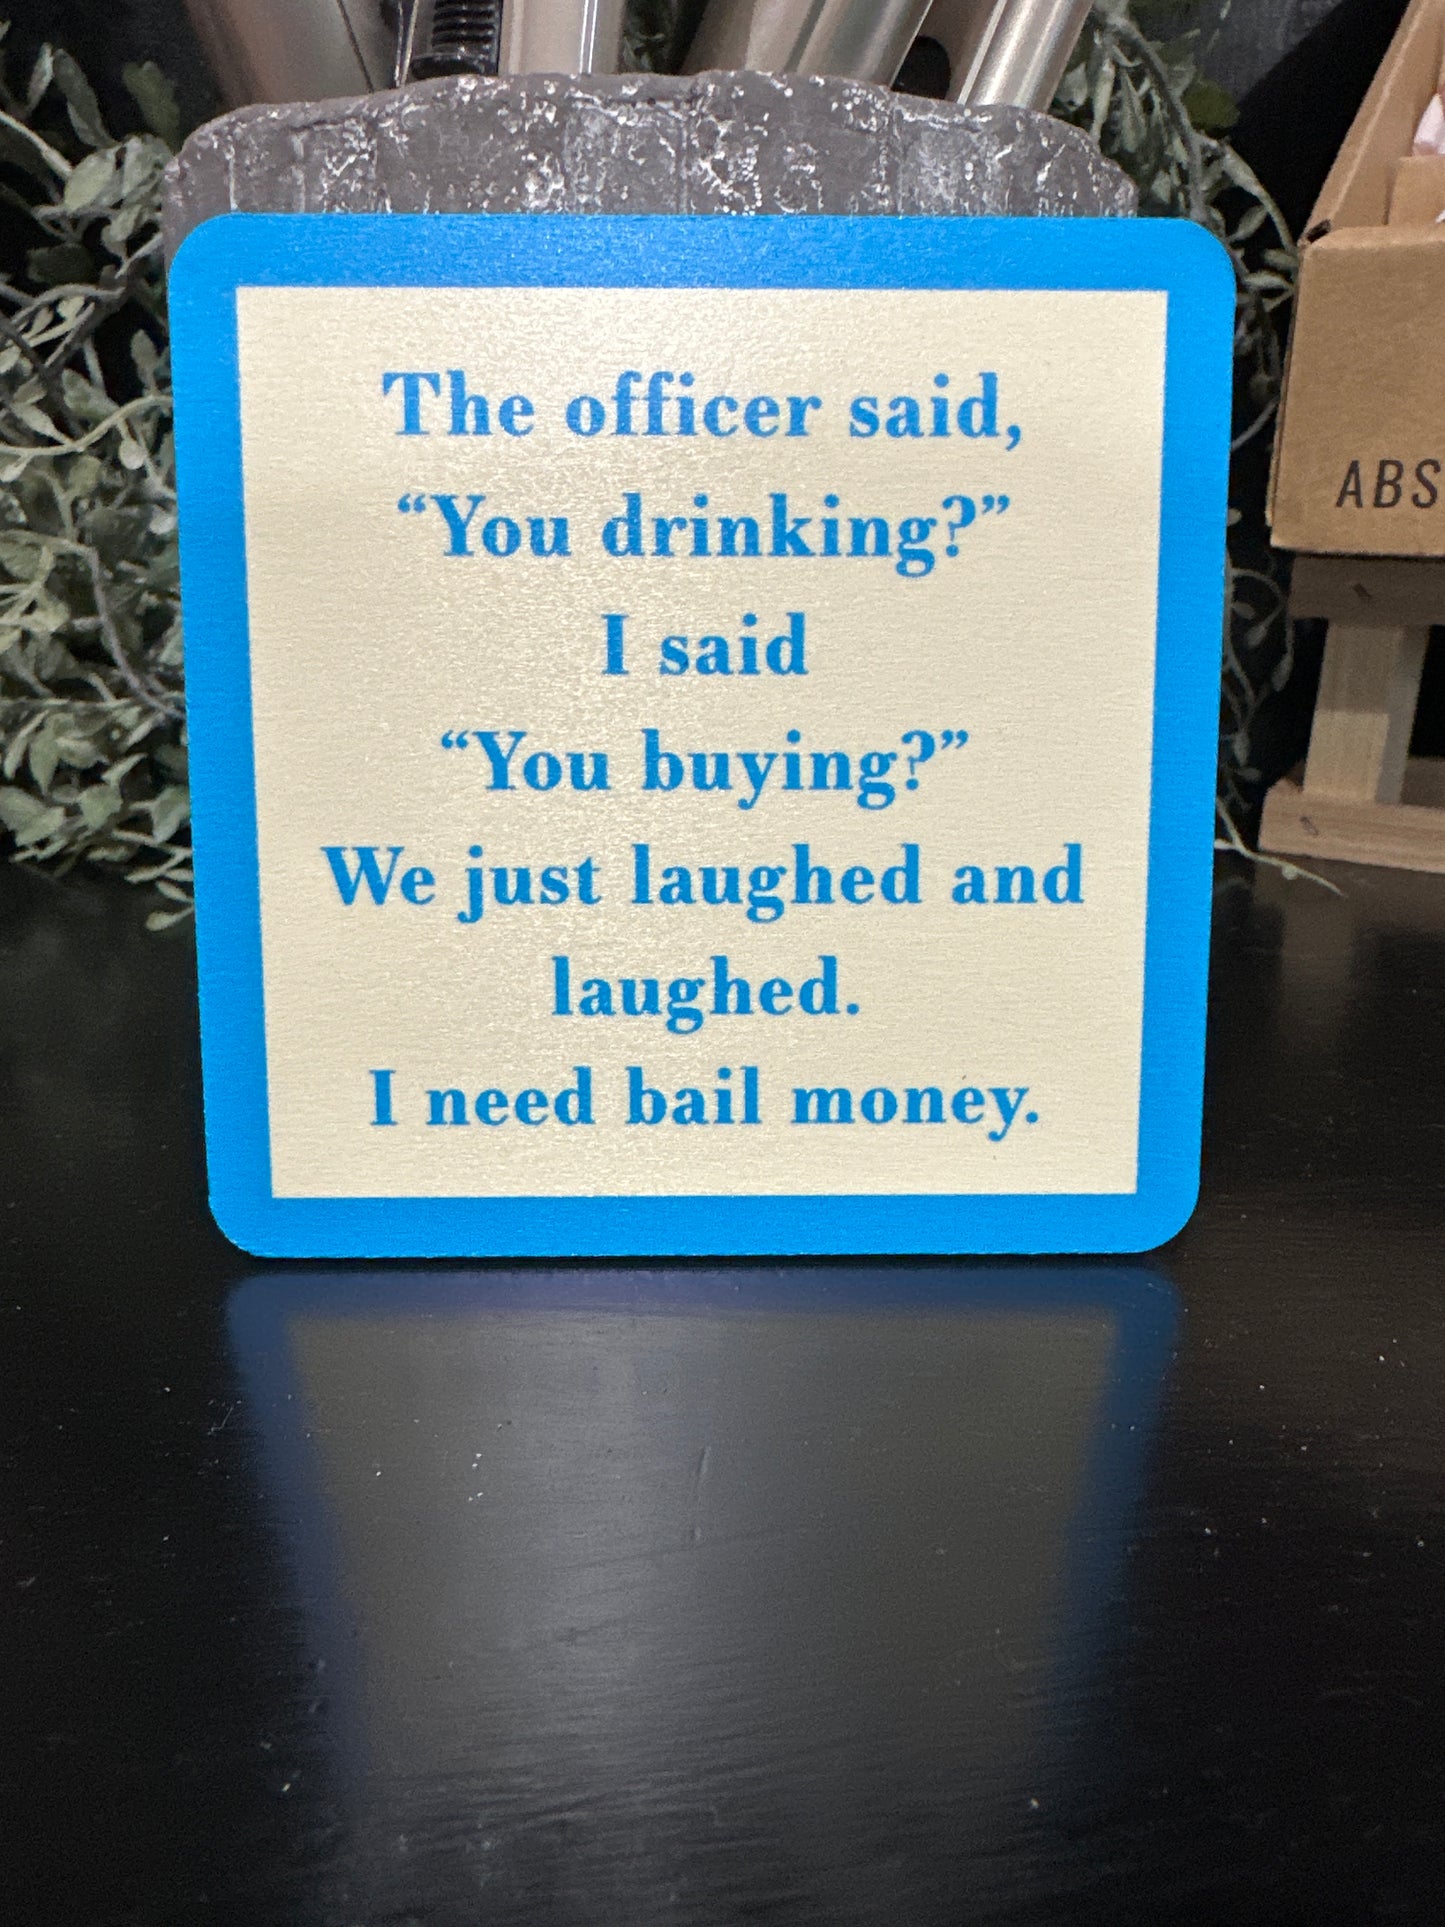 The officer said,
“You drinking?”
I said
“You buying?”
We just laughed and
laughed.
I need bail money.
ABS